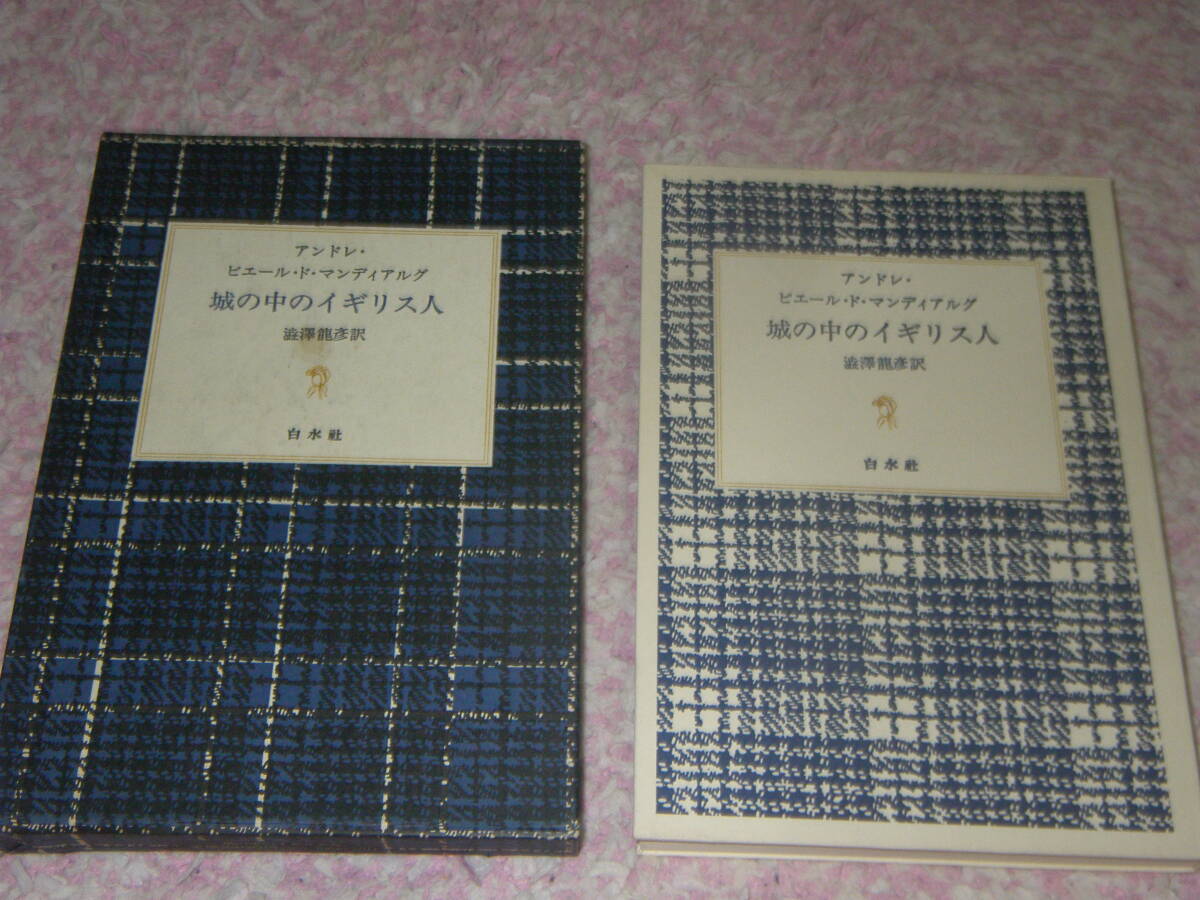 アンドレ・
ピエール・ド・マンディアルグ
城の中のイギリス人
澁澤龍彦訳
白水社
アンドレ・
ピエール・ド・マンディアルグ
城の中のイギリス人
澁澤龍彦訳
白水社